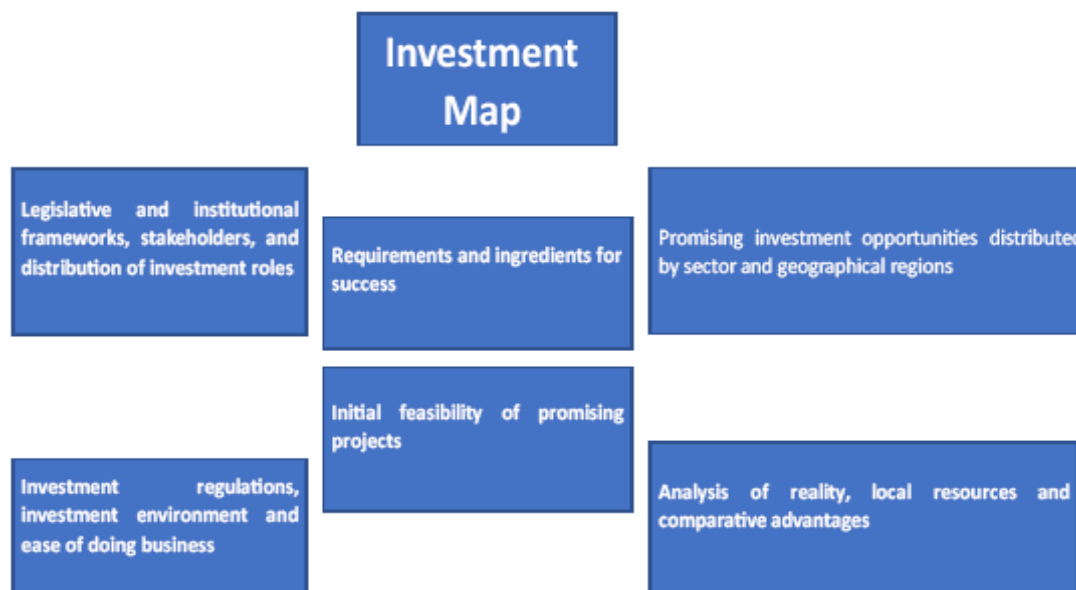 Investment
Map
Legislative and institutional
frameworks, stakeholders, and
distribution of investment roles
Requirements and ingredients for
success
Promising investment opportunities distributed
by sector and geographical regions
Initial feasibility of promising
projects
Investment regulations,
investment environment and
ease of doing business
Analysis of reality, local resources and
comparative advantages